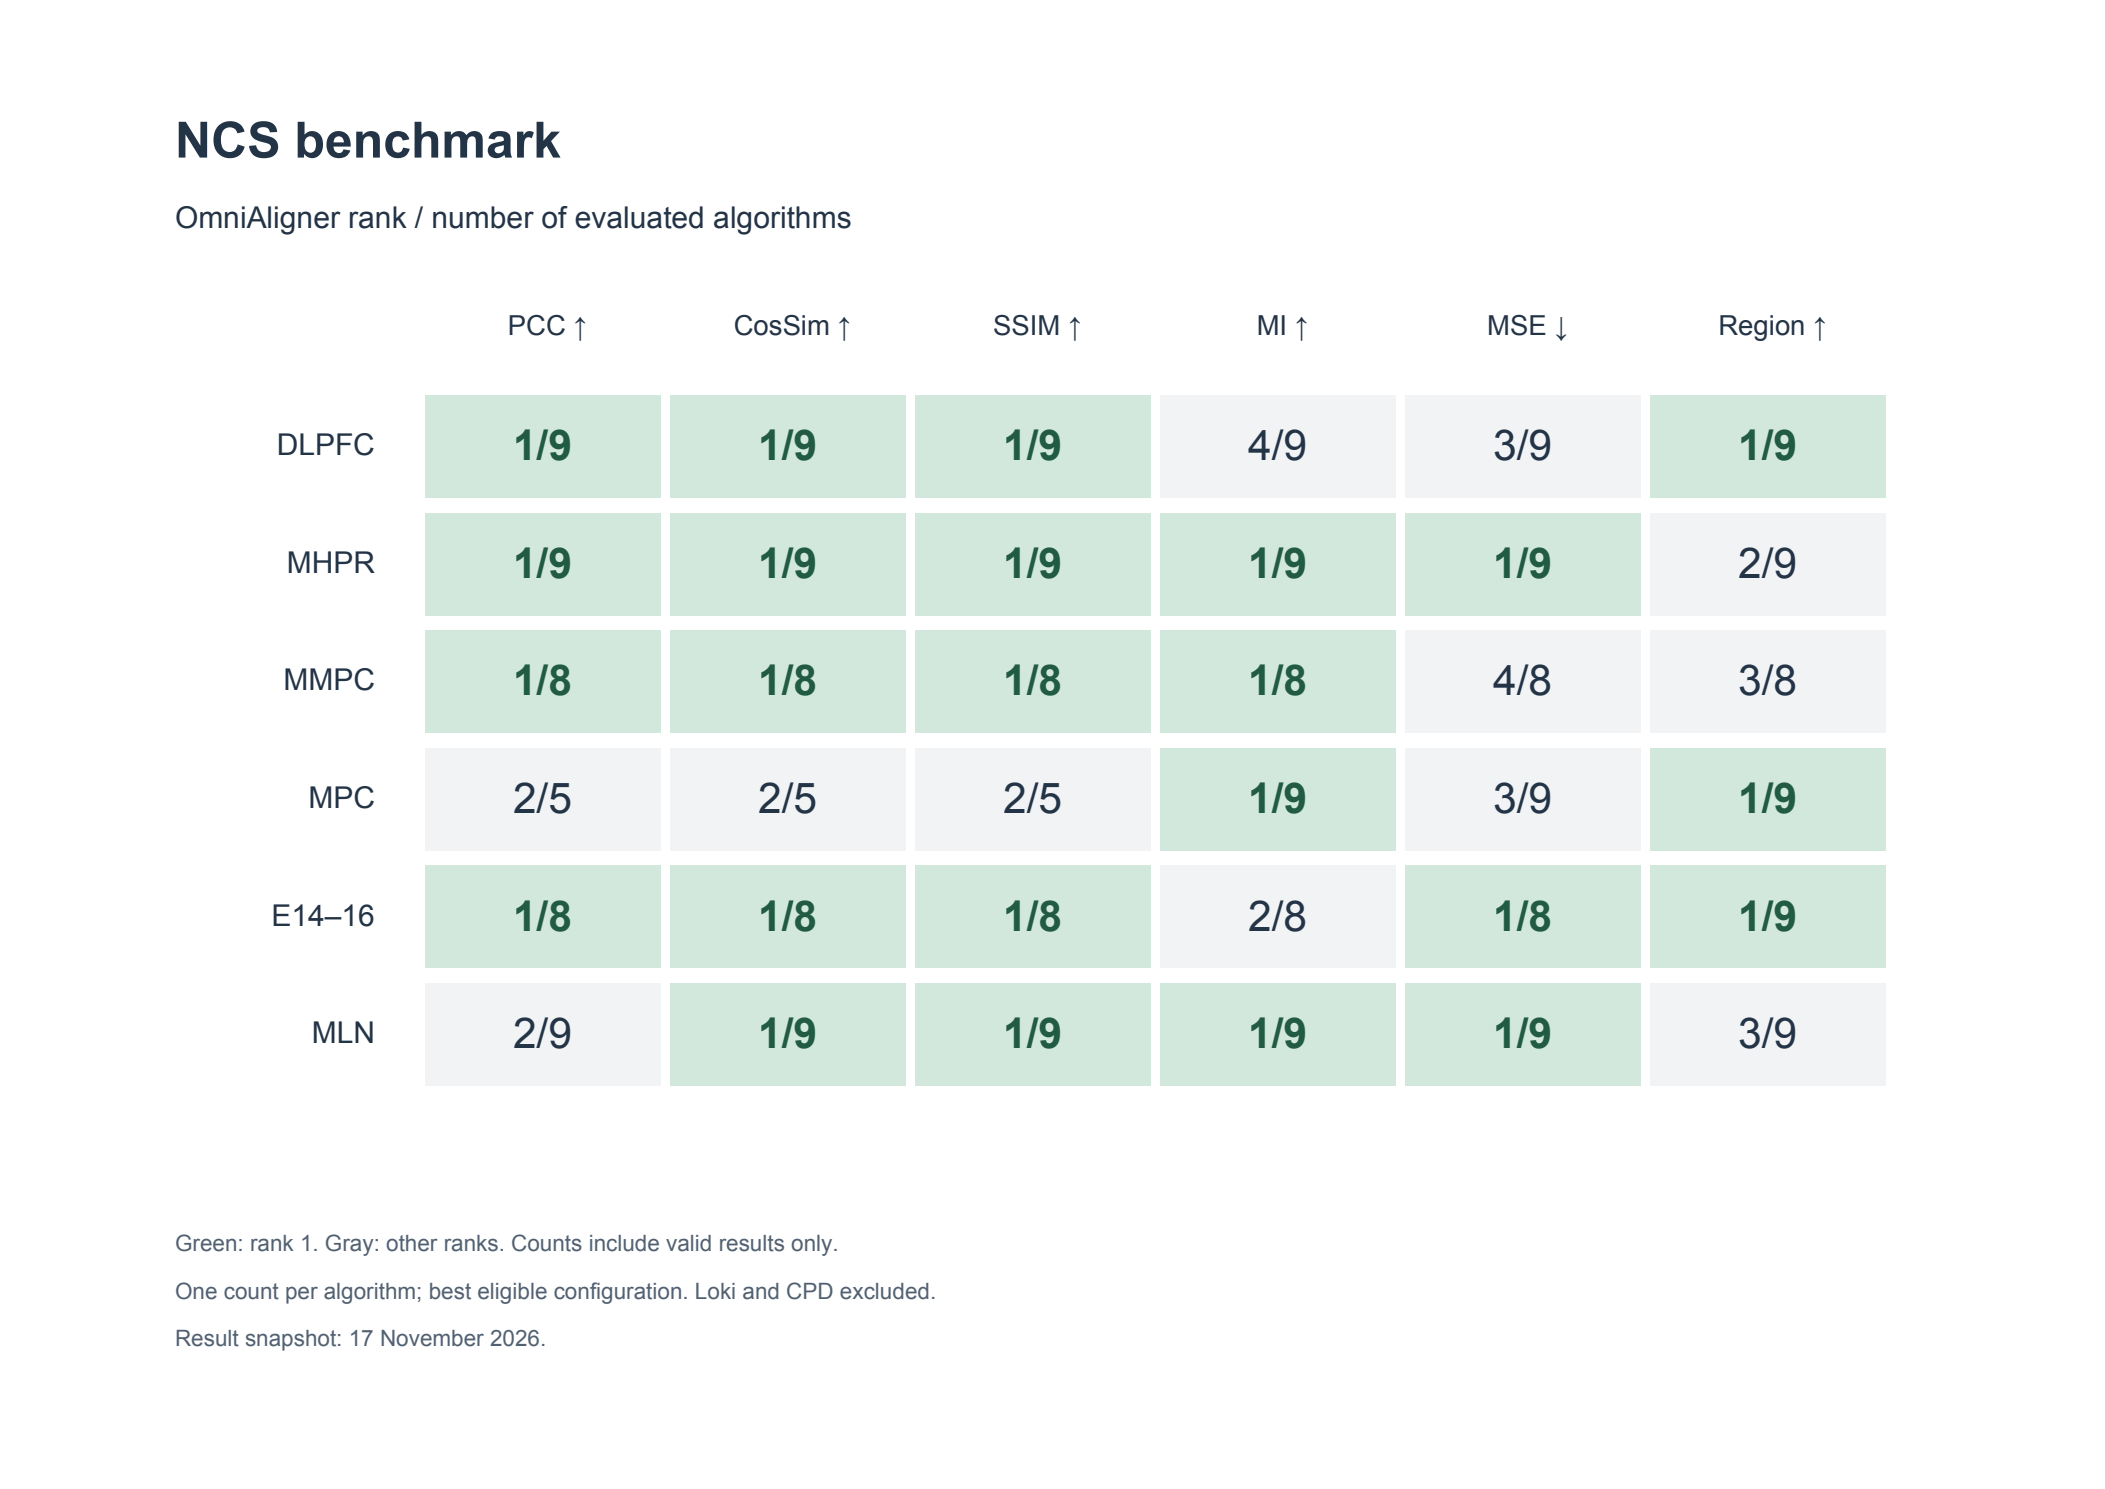 NCS benchmark
OmniAligner rank / number of evaluated algorithms
PCC ↑ CosSim ↑ SSIM ↑ MI ↑ MSE ↓ Region ↑
DLPFC 1/9 1/9 1/9 4/9 3/9 1/9
MHPR 1/9 1/9 1/9 1/9 1/9 2/9
MMPC 1/8 1/8 1/8 1/8 4/8 3/8
MPC 2/5 2/5 2/5 1/9 3/9 1/9
E14–16 1/8 1/8 1/8 2/8 1/8 1/9
MLN 2/9 1/9 1/9 1/9 1/9 3/9
Green: rank 1. Gray: other ranks. Counts include valid results only.
One count per algorithm; best eligible configuration. Loki and CPD excluded.
Result snapshot: 17 November 2026.